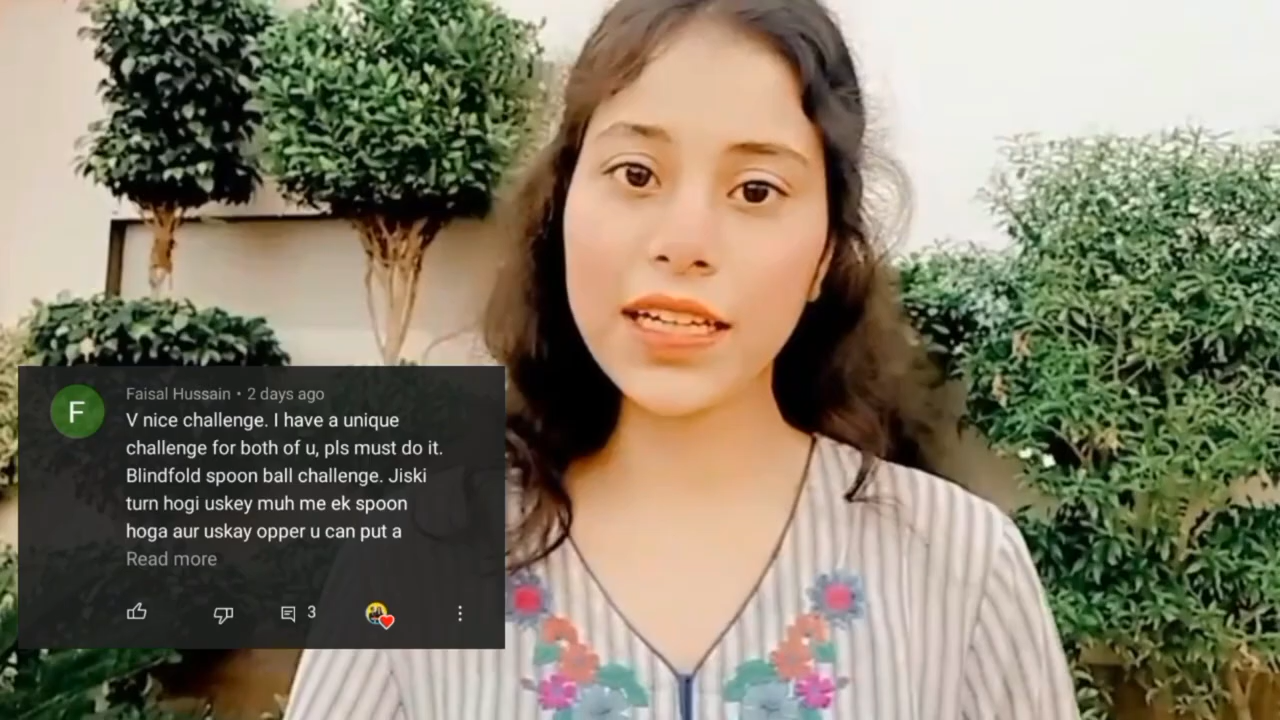 F
Faisal Hussain • 2 days ago
V nice challenge. I have a unique
challenge for both of u, pls must do it.
Blindfold spoon ball challenge. Jiski
turn hogi uskey muh me ek spoon
hoga aur uskay opper u can put a
Read more
3